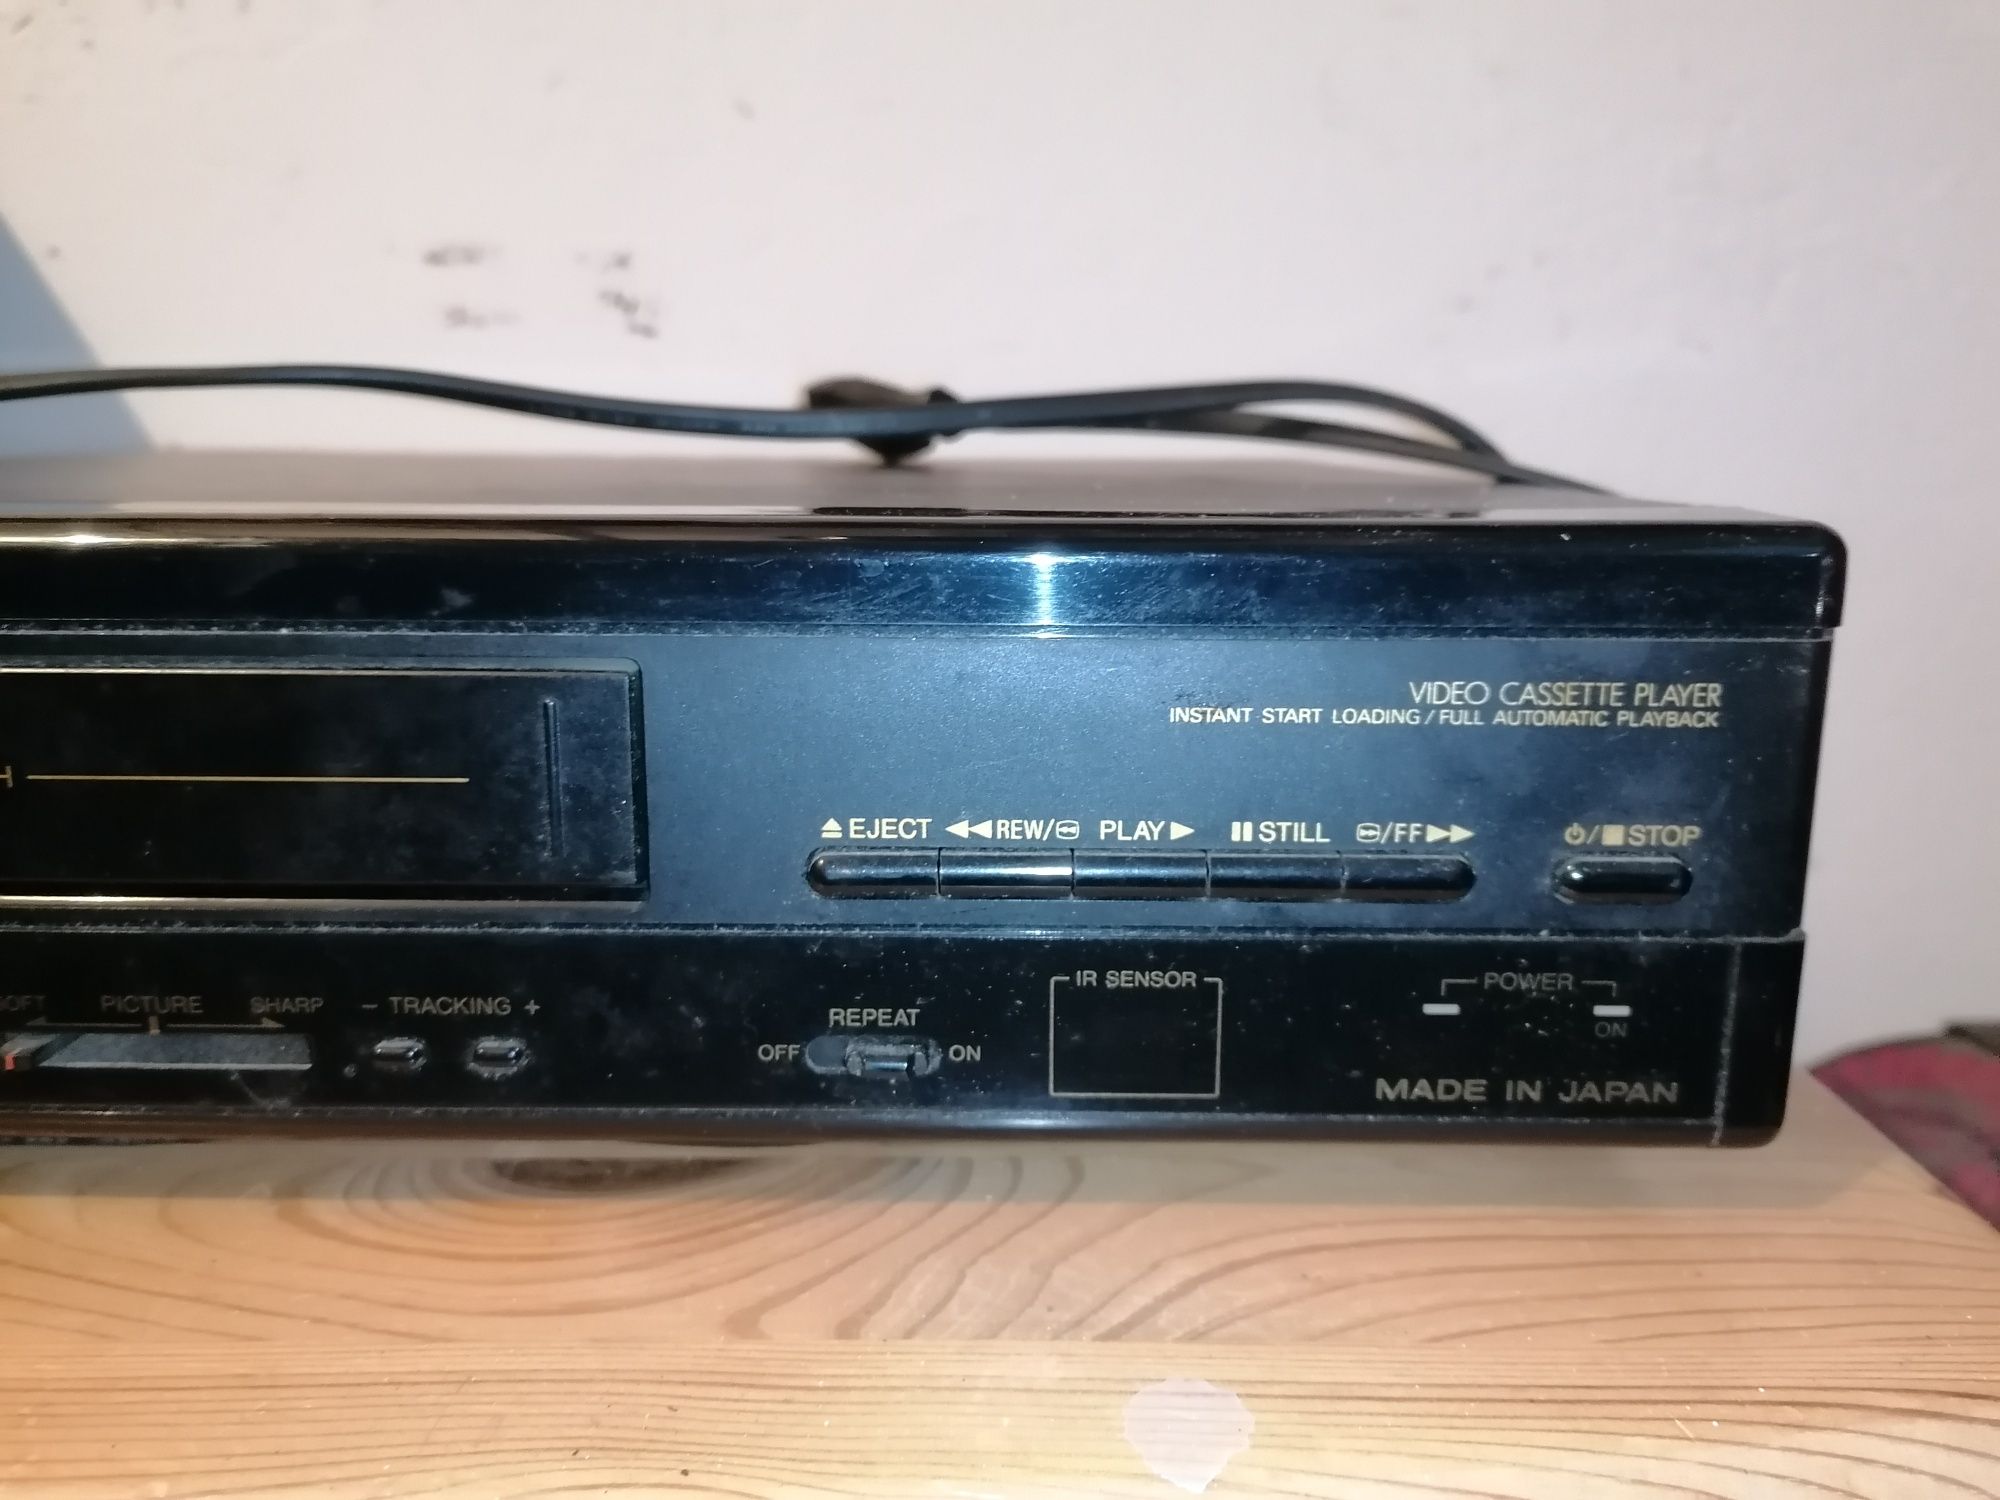 VIDEO CASSETTE PLAYER
INSTANT START LOADING / FULL AUTOMATIC PLAYBACK
EJECT REW/ PLAY STILL /FF / STOP
SOFT PICTURE SHARP - TRACKING +
REPEAT
OFF ON
IR SENSOR
POWER
ON
MADE IN JAPAN